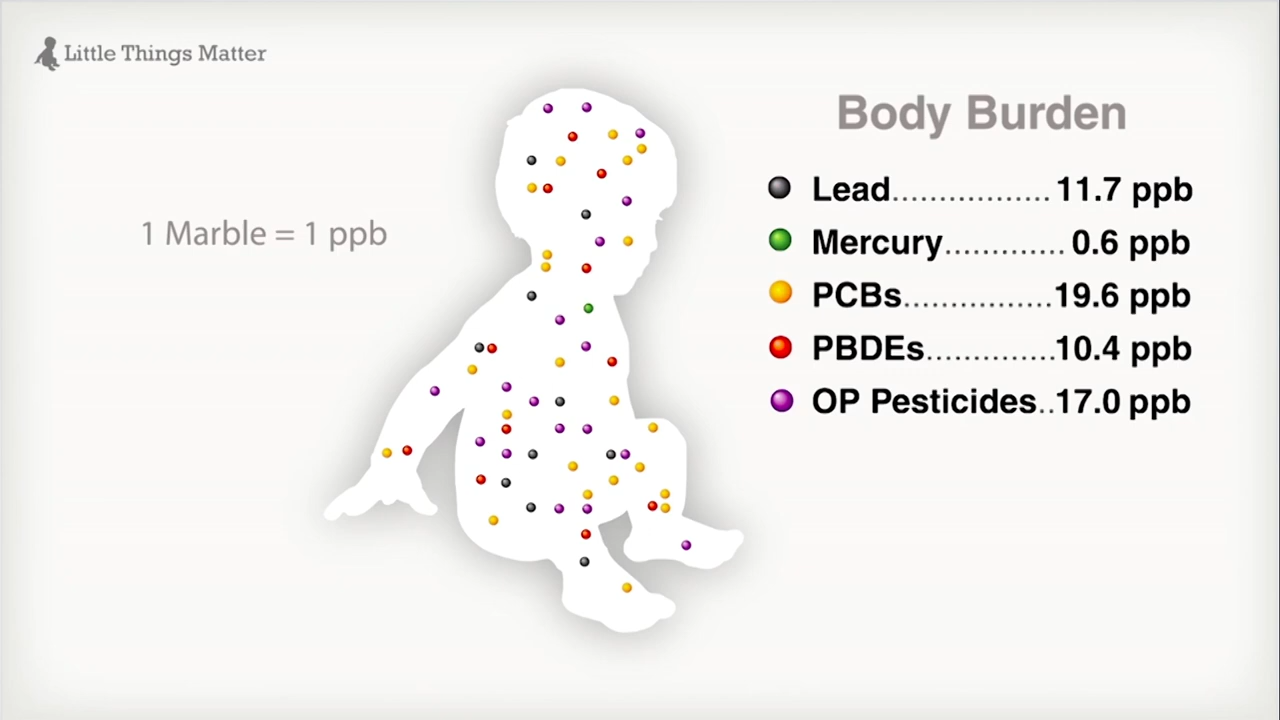 Little Things Matter
Body Burden
1 Marble = 1 ppb
Lead................. 11.7 ppb
Mercury............. 0.6 ppb
PCBs................19.6 ppb
PBDEs..............10.4 ppb
OP Pesticides..17.0 ppb